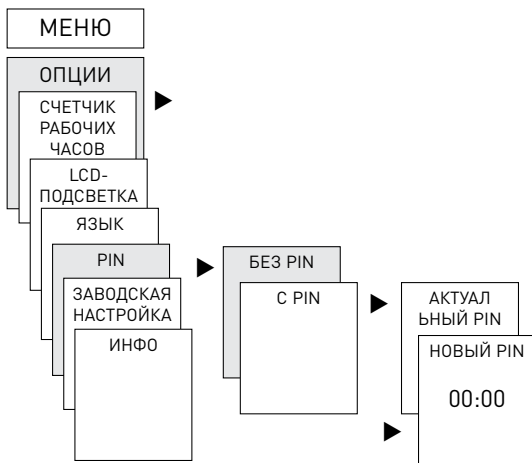 МЕНЮ
ОПЦИИ
СЧЕТЧИК
РАБОЧИХ
ЧАСОВ
LCD-
ПОДСВЕТКА
ЯЗЫК
PIN
ЗАВОДСКАЯ
НАСТРОЙКА
ИНФО
БЕЗ PIN
С PIN
АКТУАЛ
ЬНЫЙ PIN
НОВЫЙ PIN
00:00